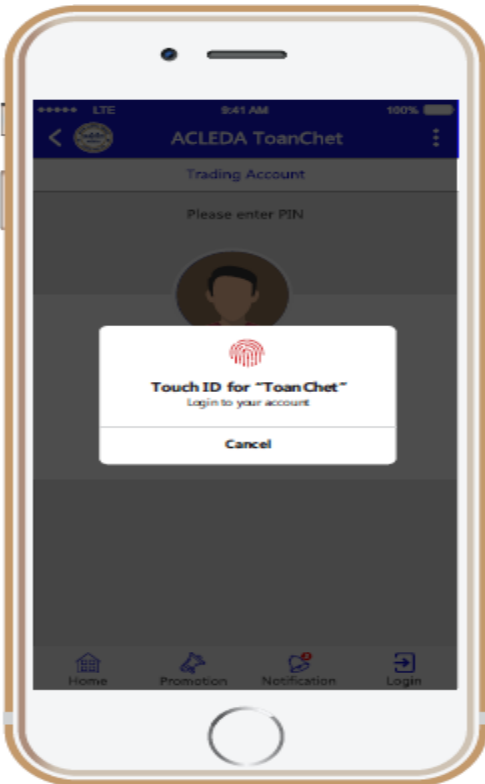 LTE 9:41 AM 100%
ACLEDA ToanChet
Trading Account
Please enter PIN
Touch ID for “ToanChet”
Login to your account
Cancel
Home Promotion Notification Login